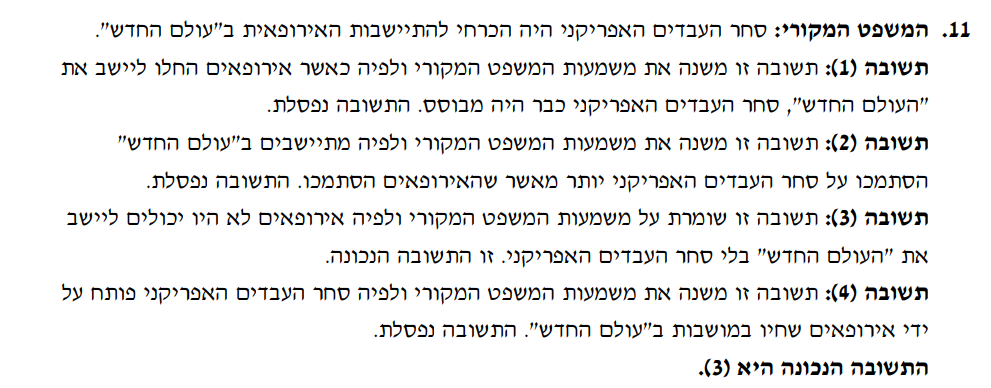 11. המשפט המקורי: סחר העבדים האפריקני היה הכרחי להתיישבות האירופאית ב"עולם החדש".
תשובה (1): תשובה זו משנה את משמעות המשפט המקורי ולפיה כאשר אירופאים החלו ליישב את
"העולם החדש", סחר העבדים האפריקני כבר היה מבוסס. התשובה נפסלת.
תשובה (2): תשובה זו משנה את משמעות המשפט המקורי ולפיה מתיישבים ב"עולם החדש"
הסתמכו על סחר העבדים האפריקני יותר מאשר שהאירופאים הסתמכו. התשובה נפסלת.
תשובה (3): תשובה זו שומרת על משמעות המשפט המקורי ולפיה אירופאים לא היו יכולים ליישב
את "העולם החדש" בלי סחר העבדים האפריקני. זו התשובה הנכונה.
תשובה (4): תשובה זו משנה את משמעות המשפט המקורי ולפיה סחר העבדים האפריקני פותח על
ידי אירופאים שחיו במושבות ב"עולם החדש". התשובה נפסלת.
התשובה הנכונה היא (3).